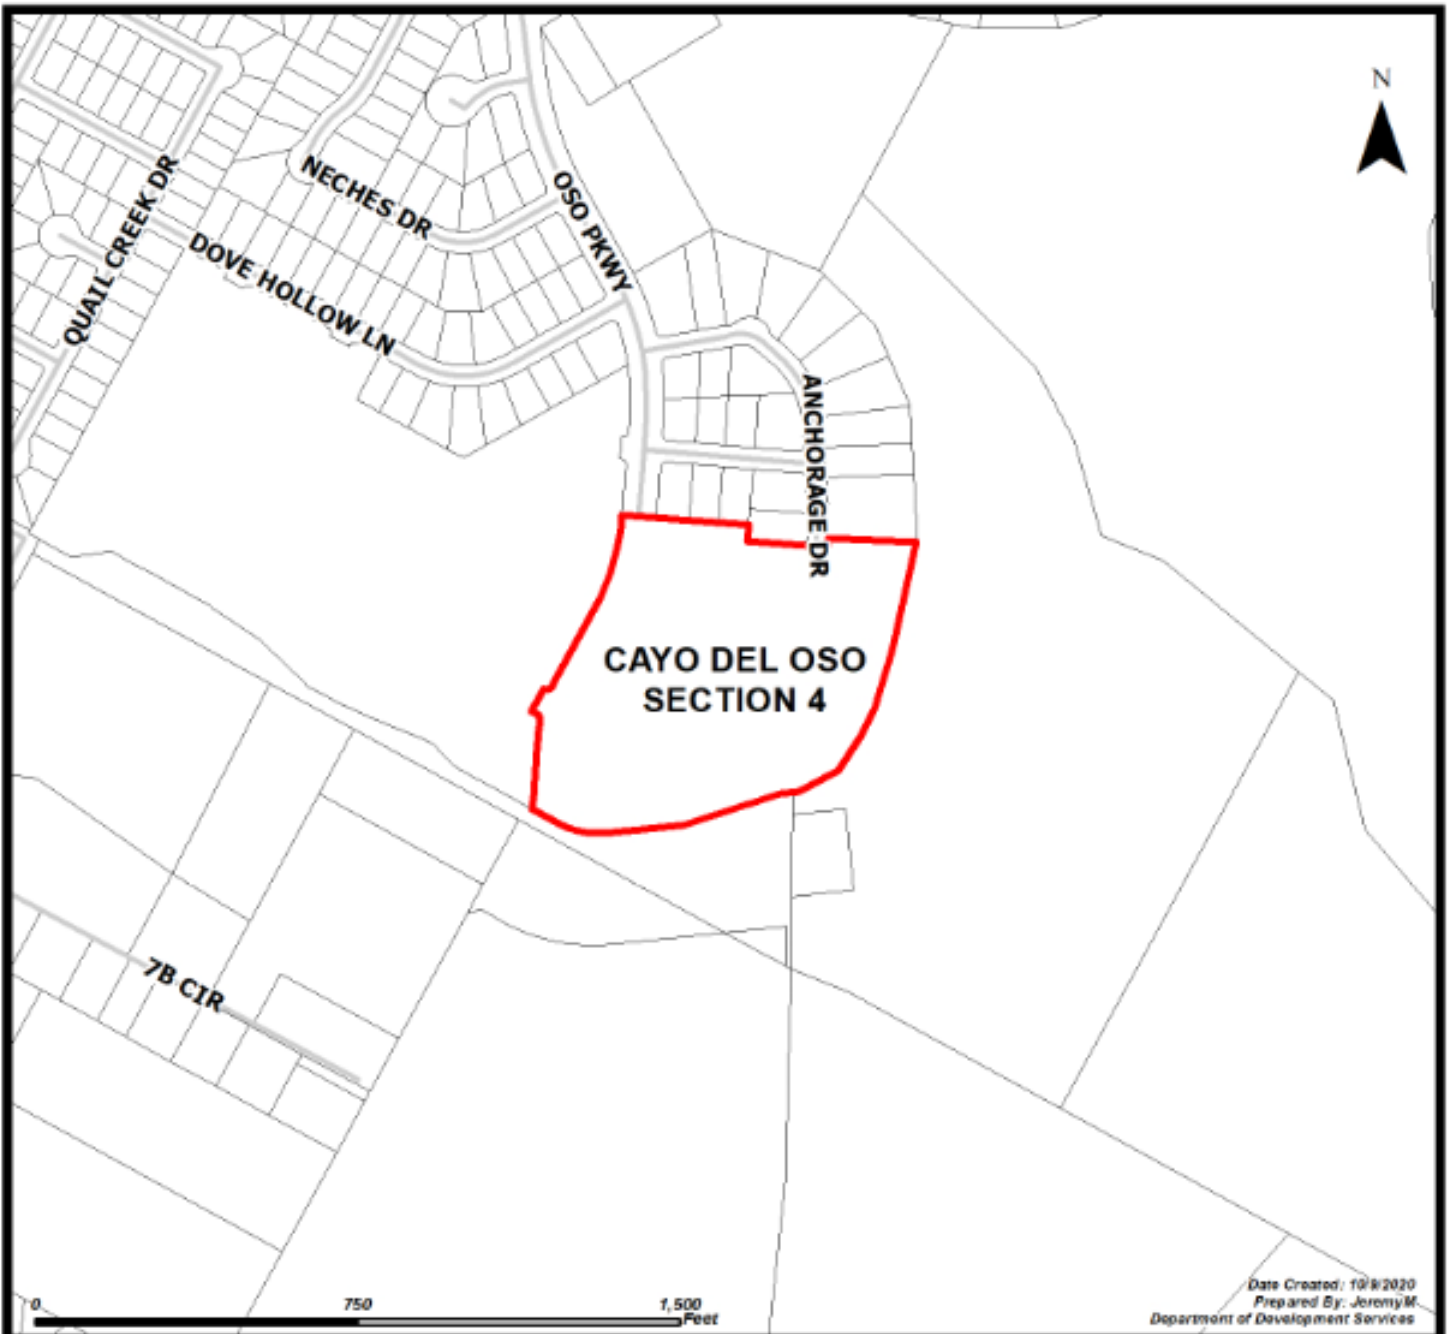 N
NECHES DR
OSO PKWY
QUAIL CREEK DR
DOVE HOLLOW LN
ANCHORAGE DR
CAYO DEL OSO
SECTION 4
7B CIR
0 750 1,500
Feet
Date Created: 10/9/2020
Prepared By: JeremyM
Department of Development Services